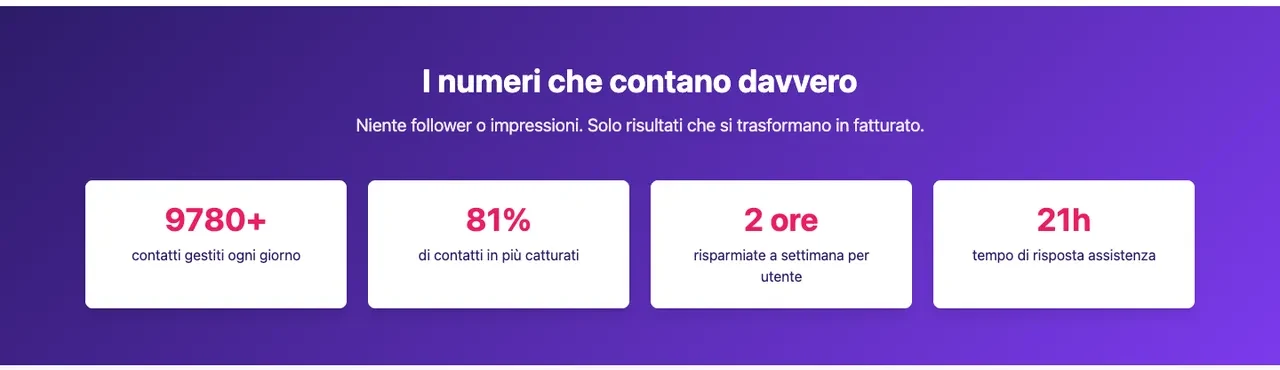 I numeri che contano davvero
Niente follower o impressioni. Solo risultati che si trasformano in fatturato.
9780+
contatti gestiti ogni giorno
81%
di contatti in più catturati
2 ore
risparmiate a settimana per
utente
21h
tempo di risposta assistenza